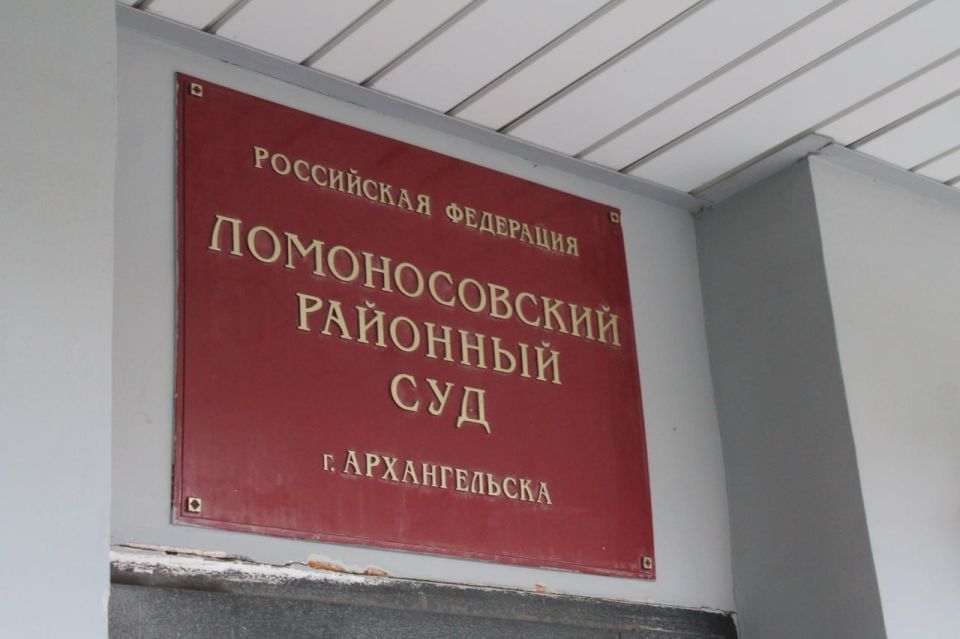 РОССИЙСКАЯ ФЕДЕРАЦИЯ
ЛОМОНОСОВСКИЙ
РАЙОННЫЙ
СУД
г. АРХАНГЕЛЬСКА